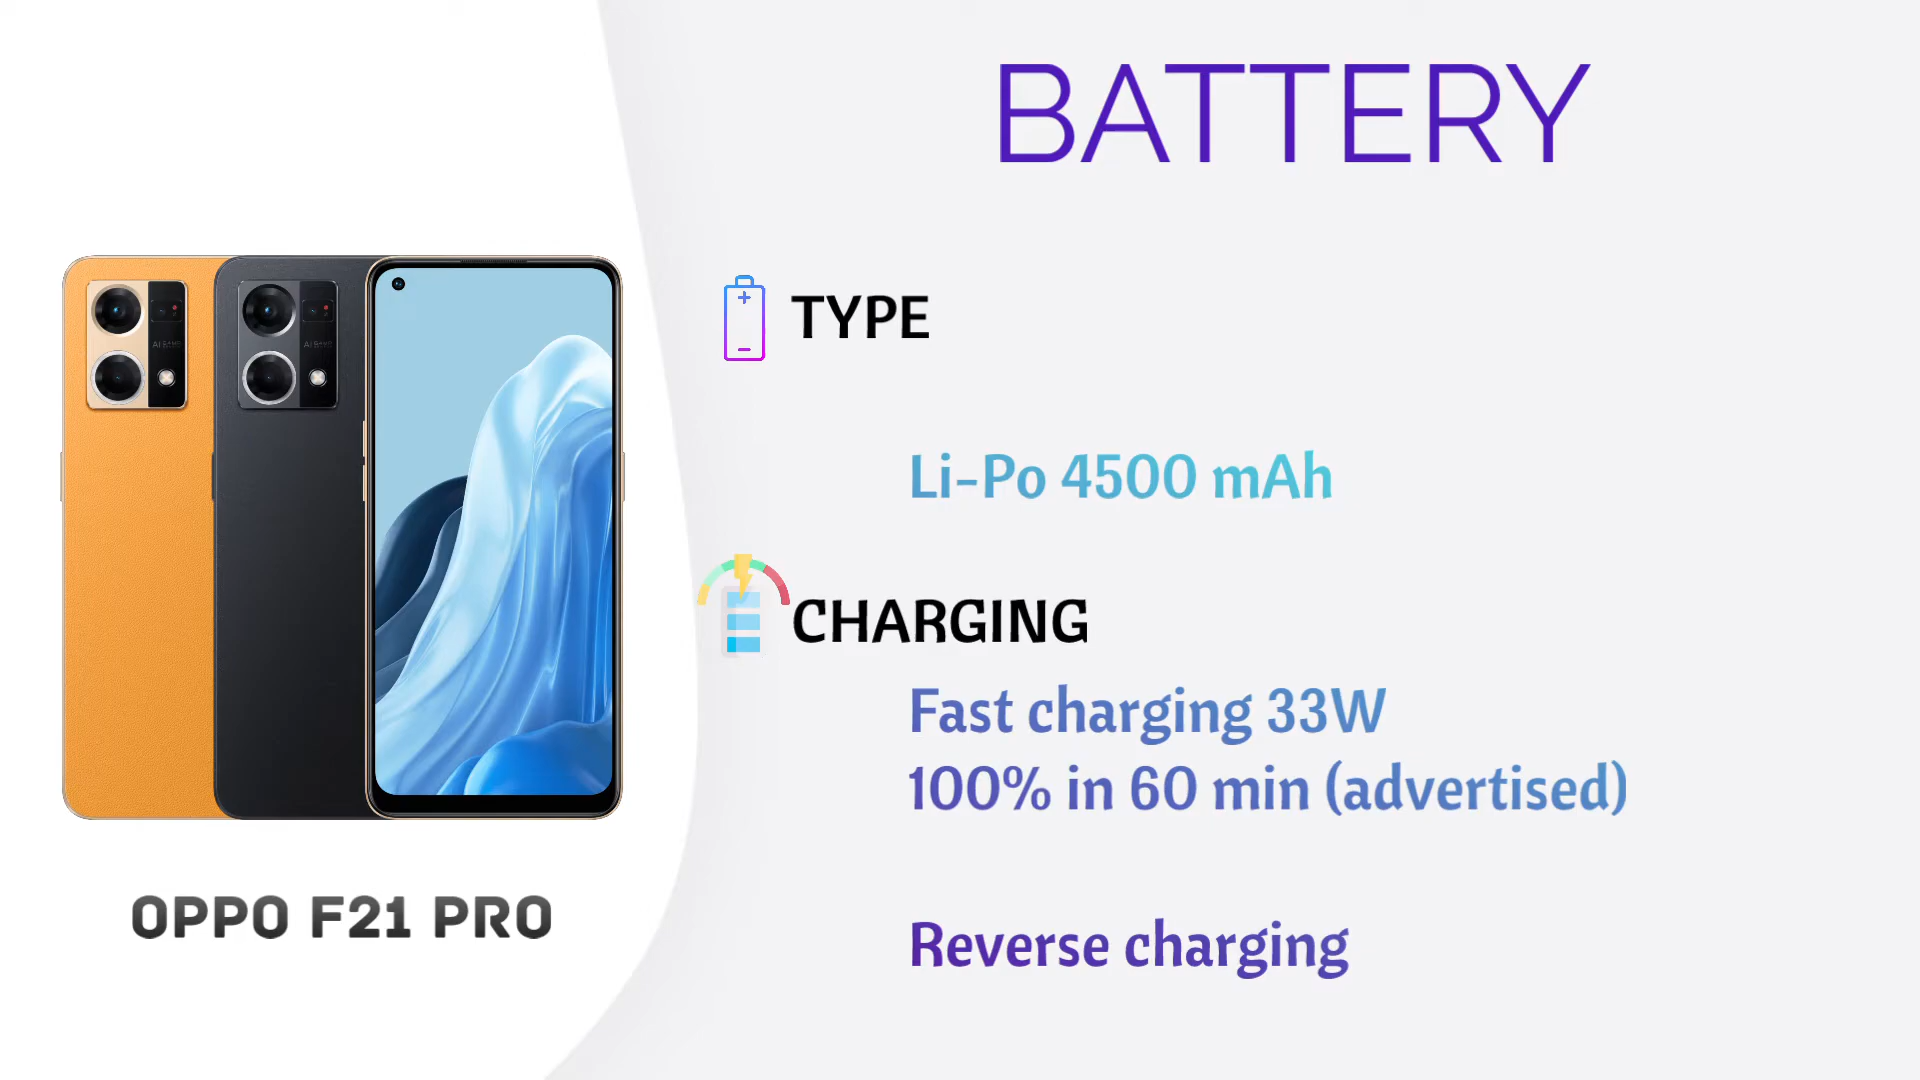 BATTERY
TYPE
Li-Po 4500 mAh
CHARGING
Fast charging 33W
100% in 60 min (advertised)
Reverse charging
OPPO F21 PRO